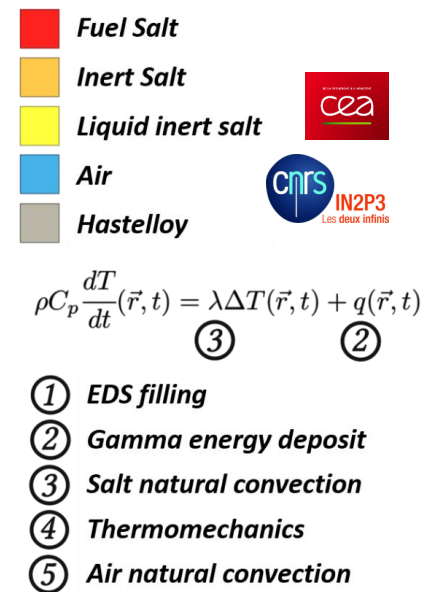 Fuel Salt
Inert Salt
Liquid inert salt
cea
Air
cnrs
IN2P3
Les deux infinis
Hastelloy
ρC_p dT/dt (r⃗, t) = λΔT(r⃗, t) + q(r⃗, t)
③ ②
① EDS filling
② Gamma energy deposit
③ Salt natural convection
④ Thermomechanics
⑤ Air natural convection